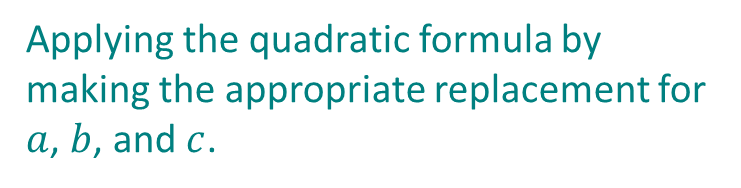 Applying the quadratic formula by
making the appropriate replacement for
a, b, and c.